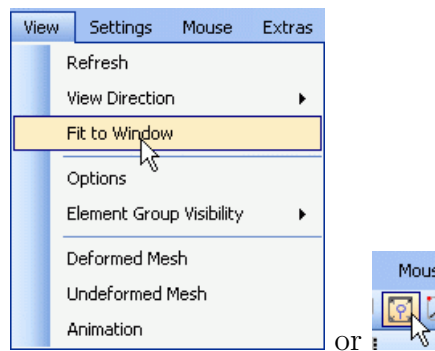 View Settings Mouse Extras
Refresh
View Direction
Fit to Window
Options
Element Group Visibility
Deformed Mesh
Undeformed Mesh
Animation
or
Mous